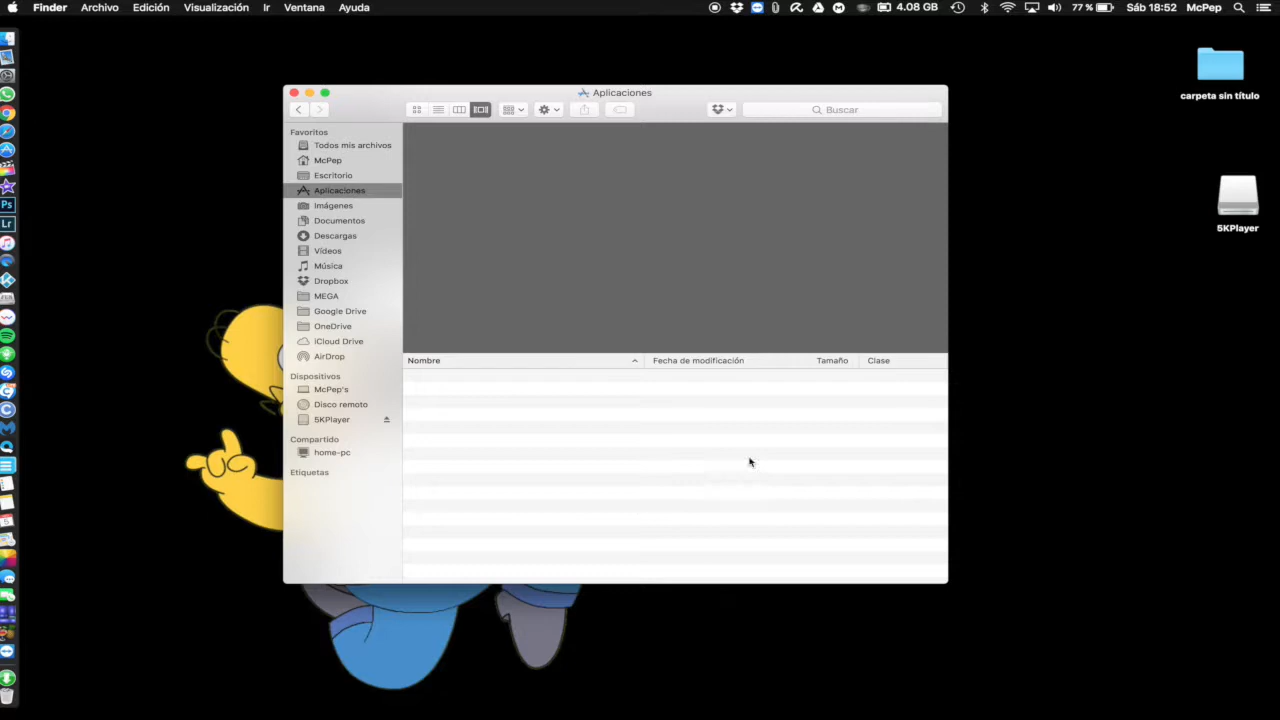 Finder Archivo Edición Visualización Ir Ventana Ayuda 4.08 GB 77 % Sáb 18:52 McPep
carpeta sin título
5KPlayer
Aplicaciones
Buscar
Favoritos
Todos mis archivos
McPep
Escritorio
Aplicaciones
Imágenes
Documentos
Descargas
Vídeos
Música
Dropbox
MEGA
Google Drive
OneDrive
iCloud Drive
AirDrop
Dispositivos
McPep's
Disco remoto
5KPlayer
Compartido
home-pc
Etiquetas
Nombre Fecha de modificación Tamaño Clase
Ps
Lr